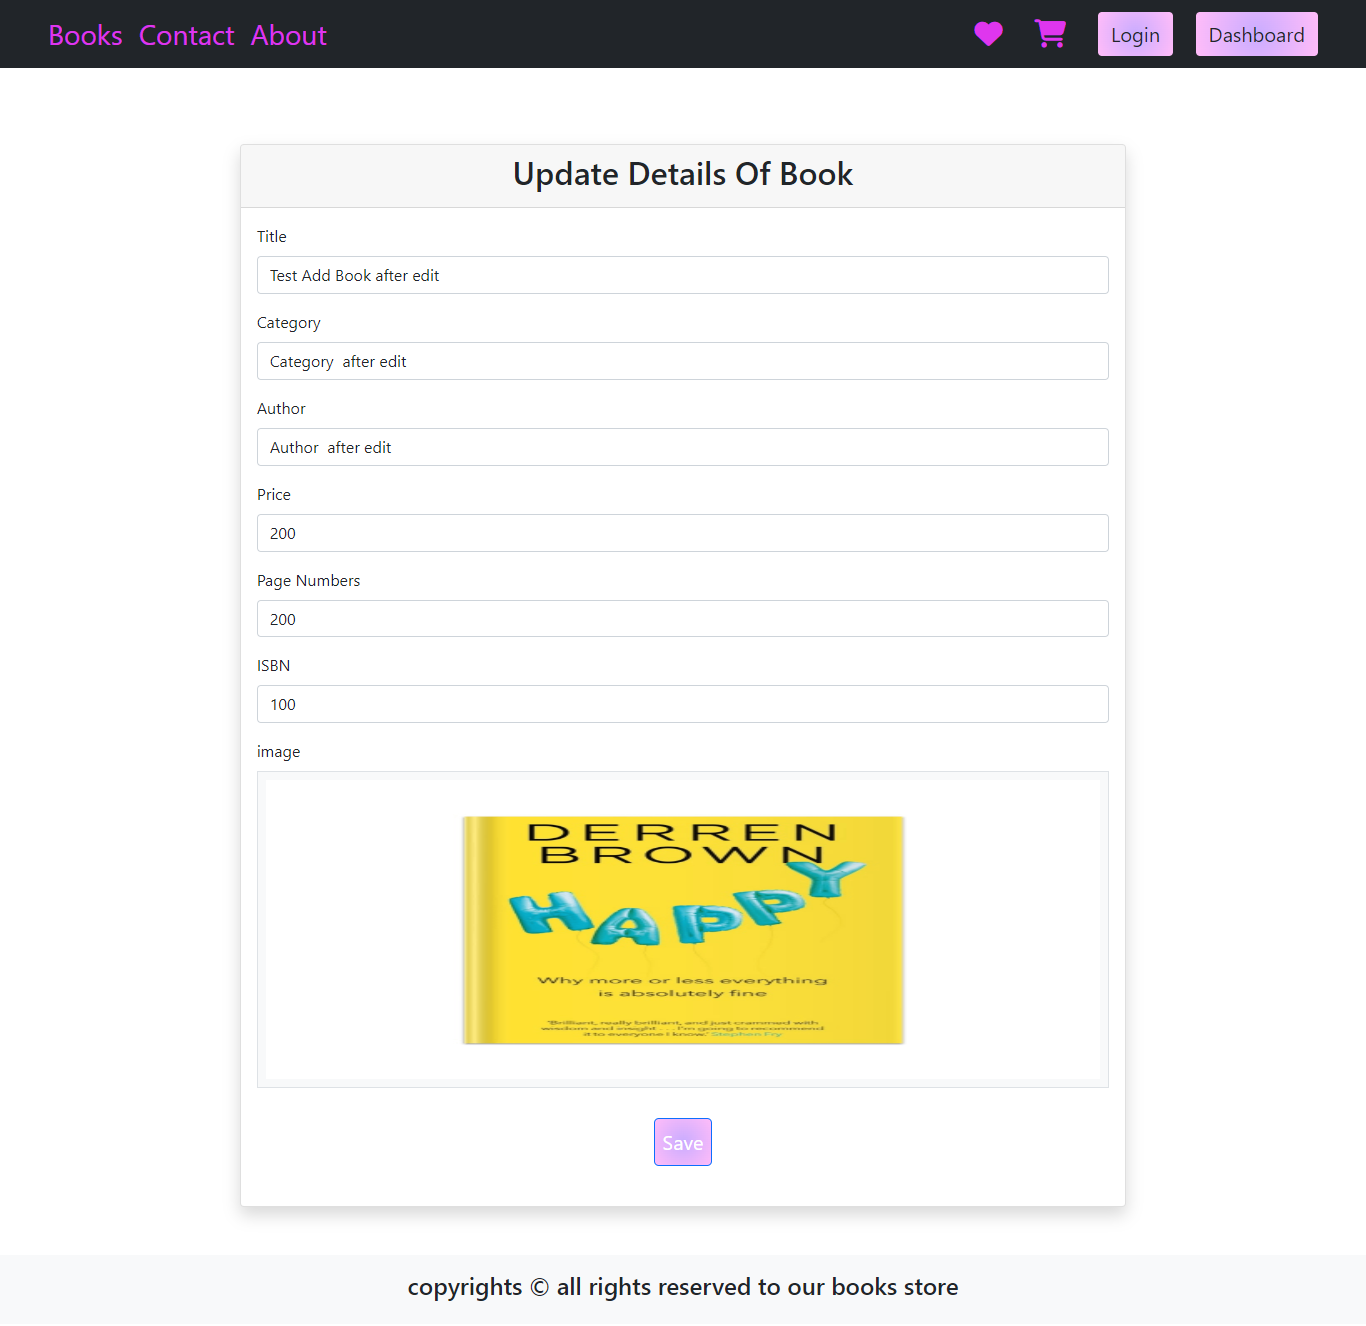 Books Contact About Login Dashboard
Update Details Of Book
Title
Test Add Book after edit
Category
Category  after edit
Author
Author  after edit
Price
200
Page Numbers
200
ISBN
100
image
DERREN
BROWN
HAPPY
Why more or less everything
is absolutely fine
'Brilliant, really brilliant, and just crammed with
wisdom and insight . . . I'm going to recommend
it to everyone I know.' Stephen Fry
Save
copyrights © all rights reserved to our books store